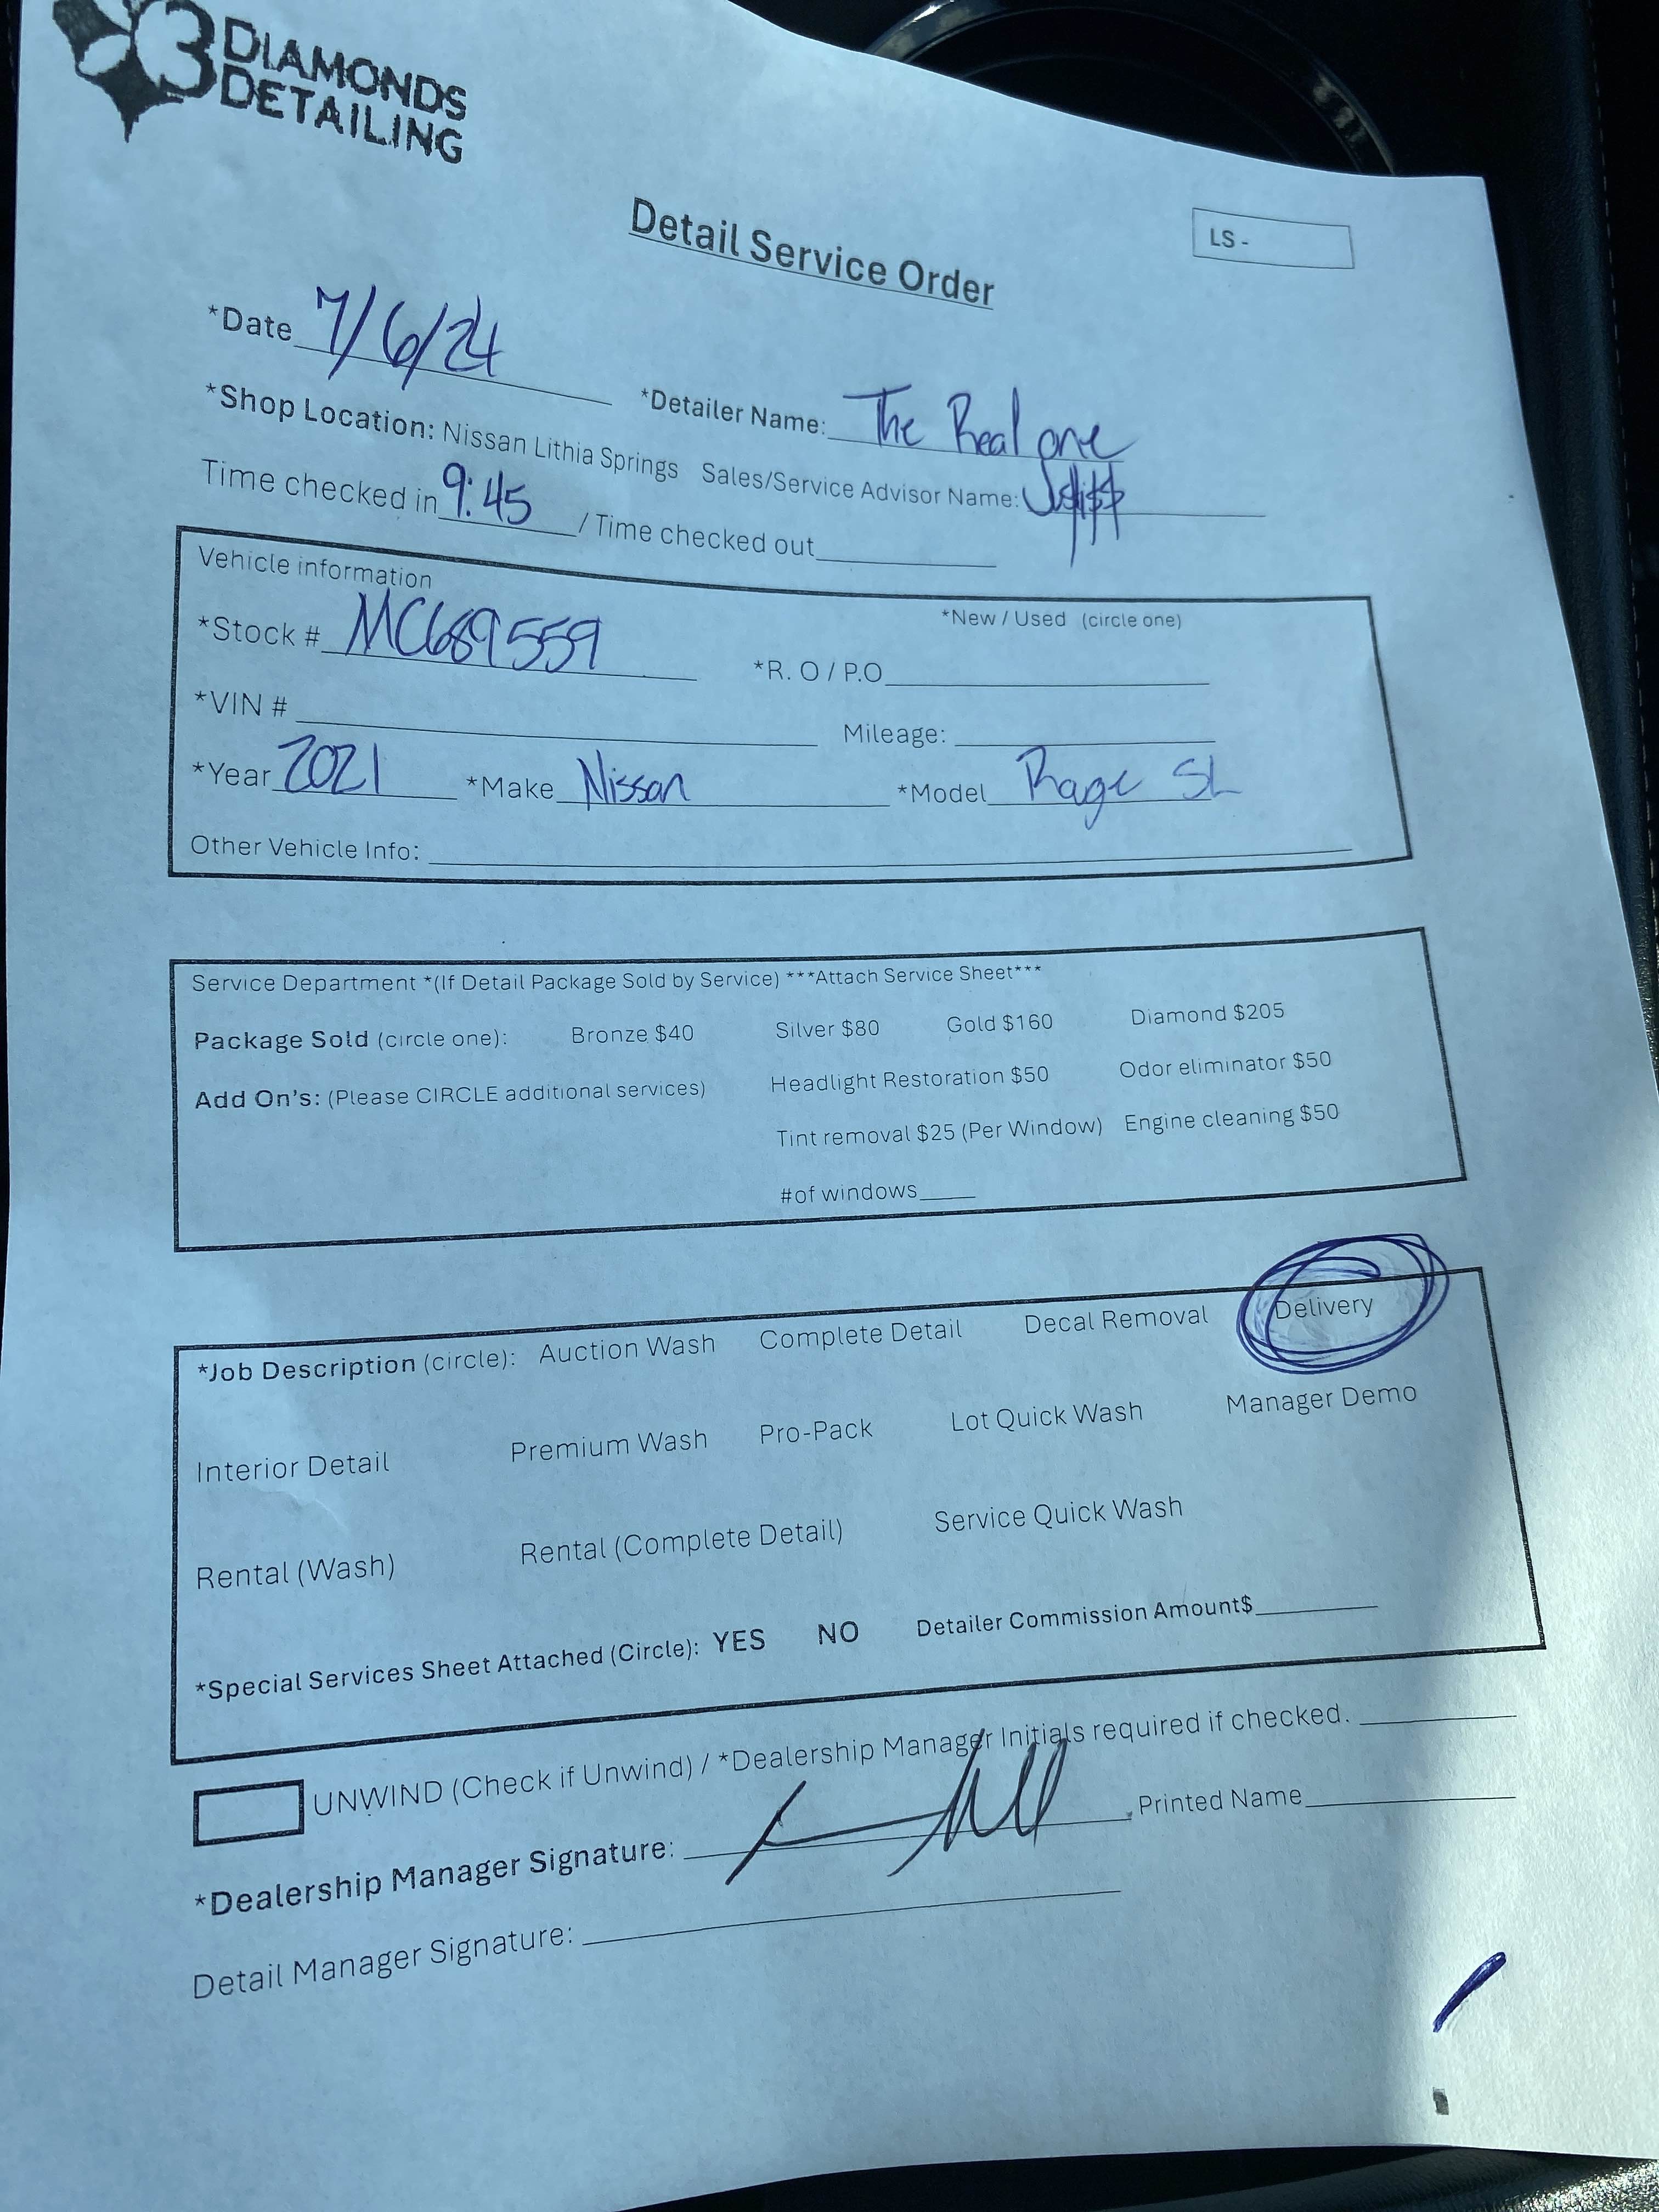 3 DIAMONDS
DETAILING
Detail Service Order
LS -
*Date 7/6/24 *Detailer Name: The Real one
*Shop Location: Nissan Lithia Springs Sales/Service Advisor Name:
Time checked in 9:45 / Time checked out
Vehicle information
*New / Used (circle one)
*Stock # MC689559 *R. O / P.O
*VIN # Mileage:
*Year 2021 *Make Nissan *Model Rage SL
Other Vehicle Info:
Service Department *(If Detail Package Sold by Service) ***Attach Service Sheet***
Package Sold (circle one): Bronze $40 Silver $80 Gold $160 Diamond $205
Add On's: (Please CIRCLE additional services) Headlight Restoration $50 Odor eliminator $50
Tint removal $25 (Per Window) Engine cleaning $50
#of windows
*Job Description (circle): Auction Wash Complete Detail Decal Removal Delivery
Interior Detail Premium Wash Pro-Pack Lot Quick Wash Manager Demo
Rental (Wash) Rental (Complete Detail) Service Quick Wash
*Special Services Sheet Attached (Circle): YES NO Detailer Commission Amount$
UNWIND (Check if Unwind) / *Dealership Manager Initials required if checked.
*Dealership Manager Signature: Printed Name
Detail Manager Signature: